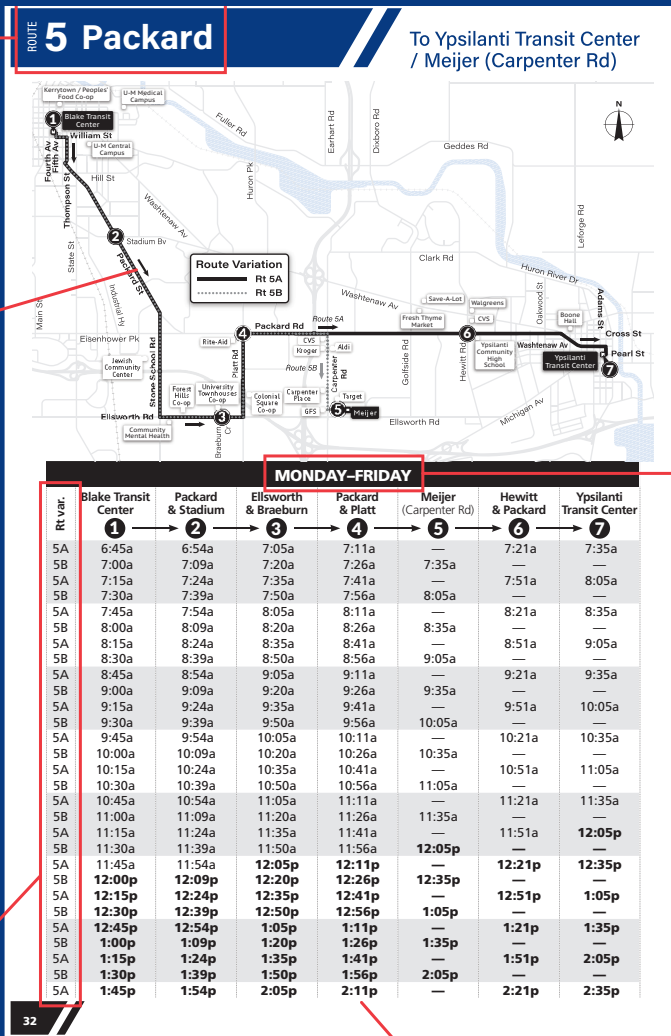 ROUTE 5 Packard
To Ypsilanti Transit Center
/ Meijer (Carpenter Rd)
Kerrytown / Peoples'
Food Co-op
U-M Medical
Campus
1 Blake Transit
Center
William St
U-M Central
Campus
Fourth Av
Fifth Av
Thompson St
Hill St
State St
Main St
Washtenaw Av
2
Stadium Bv
Packard St
Industrial Hy
Eisenhower Pk
Jewish
Community
Center
Stone School Rd
Ellsworth Rd
Community
Mental Health
Forest
Hills
Co-op
University
Townhouses
Co-op
3
Braeburn
Cr
Rite-Aid
Platt Rd
4
Packard Rd
Route 5A
Route Variation
Rt 5A
Rt 5B
Fuller Rd
Huron Pk
Earhart Rd
Dixboro Rd
Geddes Rd
N
Clark Rd
Leforge Rd
Huron River Dr
Washtenaw Av
Save-A-Lot
Walgreens
Fresh Thyme
Market
CVS
6
Oakwood St
Boone
Hall
Adams St
Cross St
Pearl St
7
Washtenaw Av
Ypsilanti
Transit Center
Ypsilanti
Community
High
School
Hewitt Rd
Golfside Rd
CVS
Kroger
Aldi
Route 5B
Carpenter
Rd
Colonial
Square
Co-op
Carpenter
Place
Target
GFS
5 Meijer
Ellsworth Rd
Michigan Av
MONDAY–FRIDAY
Rt var.
Blake Transit Center 1 Packard & Stadium 2 Ellsworth & Braeburn 3 Packard & Platt 4 Meijer (Carpenter Rd) 5 Hewitt & Packard 6 Ypsilanti Transit Center 7
5A 6:45a 6:54a 7:05a 7:11a — 7:21a 7:35a
5B 7:00a 7:09a 7:20a 7:26a 7:35a — —
5A 7:15a 7:24a 7:35a 7:41a — 7:51a 8:05a
5B 7:30a 7:39a 7:50a 7:56a 8:05a — —
5A 7:45a 7:54a 8:05a 8:11a — 8:21a 8:35a
5B 8:00a 8:09a 8:20a 8:26a 8:35a — —
5A 8:15a 8:24a 8:35a 8:41a — 8:51a 9:05a
5B 8:30a 8:39a 8:50a 8:56a 9:05a — —
5A 8:45a 8:54a 9:05a 9:11a — 9:21a 9:35a
5B 9:00a 9:09a 9:20a 9:26a 9:35a — —
5A 9:15a 9:24a 9:35a 9:41a — 9:51a 10:05a
5B 9:30a 9:39a 9:50a 9:56a 10:05a — —
5A 9:45a 9:54a 10:05a 10:11a — 10:21a 10:35a
5B 10:00a 10:09a 10:20a 10:26a 10:35a — —
5A 10:15a 10:24a 10:35a 10:41a — 10:51a 11:05a
5B 10:30a 10:39a 10:50a 10:56a 11:05a — —
5A 10:45a 10:54a 11:05a 11:11a — 11:21a 11:35a
5B 11:00a 11:09a 11:20a 11:26a 11:35a — —
5A 11:15a 11:24a 11:35a 11:41a — 11:51a 12:05p
5B 11:30a 11:39a 11:50a 11:56a 12:05p — —
5A 11:45a 11:54a 12:05p 12:11p — 12:21p 12:35p
5B 12:00p 12:09p 12:20p 12:26p 12:35p — —
5A 12:15p 12:24p 12:35p 12:41p — 12:51p 1:05p
5B 12:30p 12:39p 12:50p 12:56p 1:05p — —
5A 12:45p 12:54p 1:05p 1:11p — 1:21p 1:35p
5B 1:00p 1:09p 1:20p 1:26p 1:35p — —
5A 1:15p 1:24p 1:35p 1:41p — 1:51p 2:05p
5B 1:30p 1:39p 1:50p 1:56p 2:05p — —
5A 1:45p 1:54p 2:05p 2:11p — 2:21p 2:35p
32